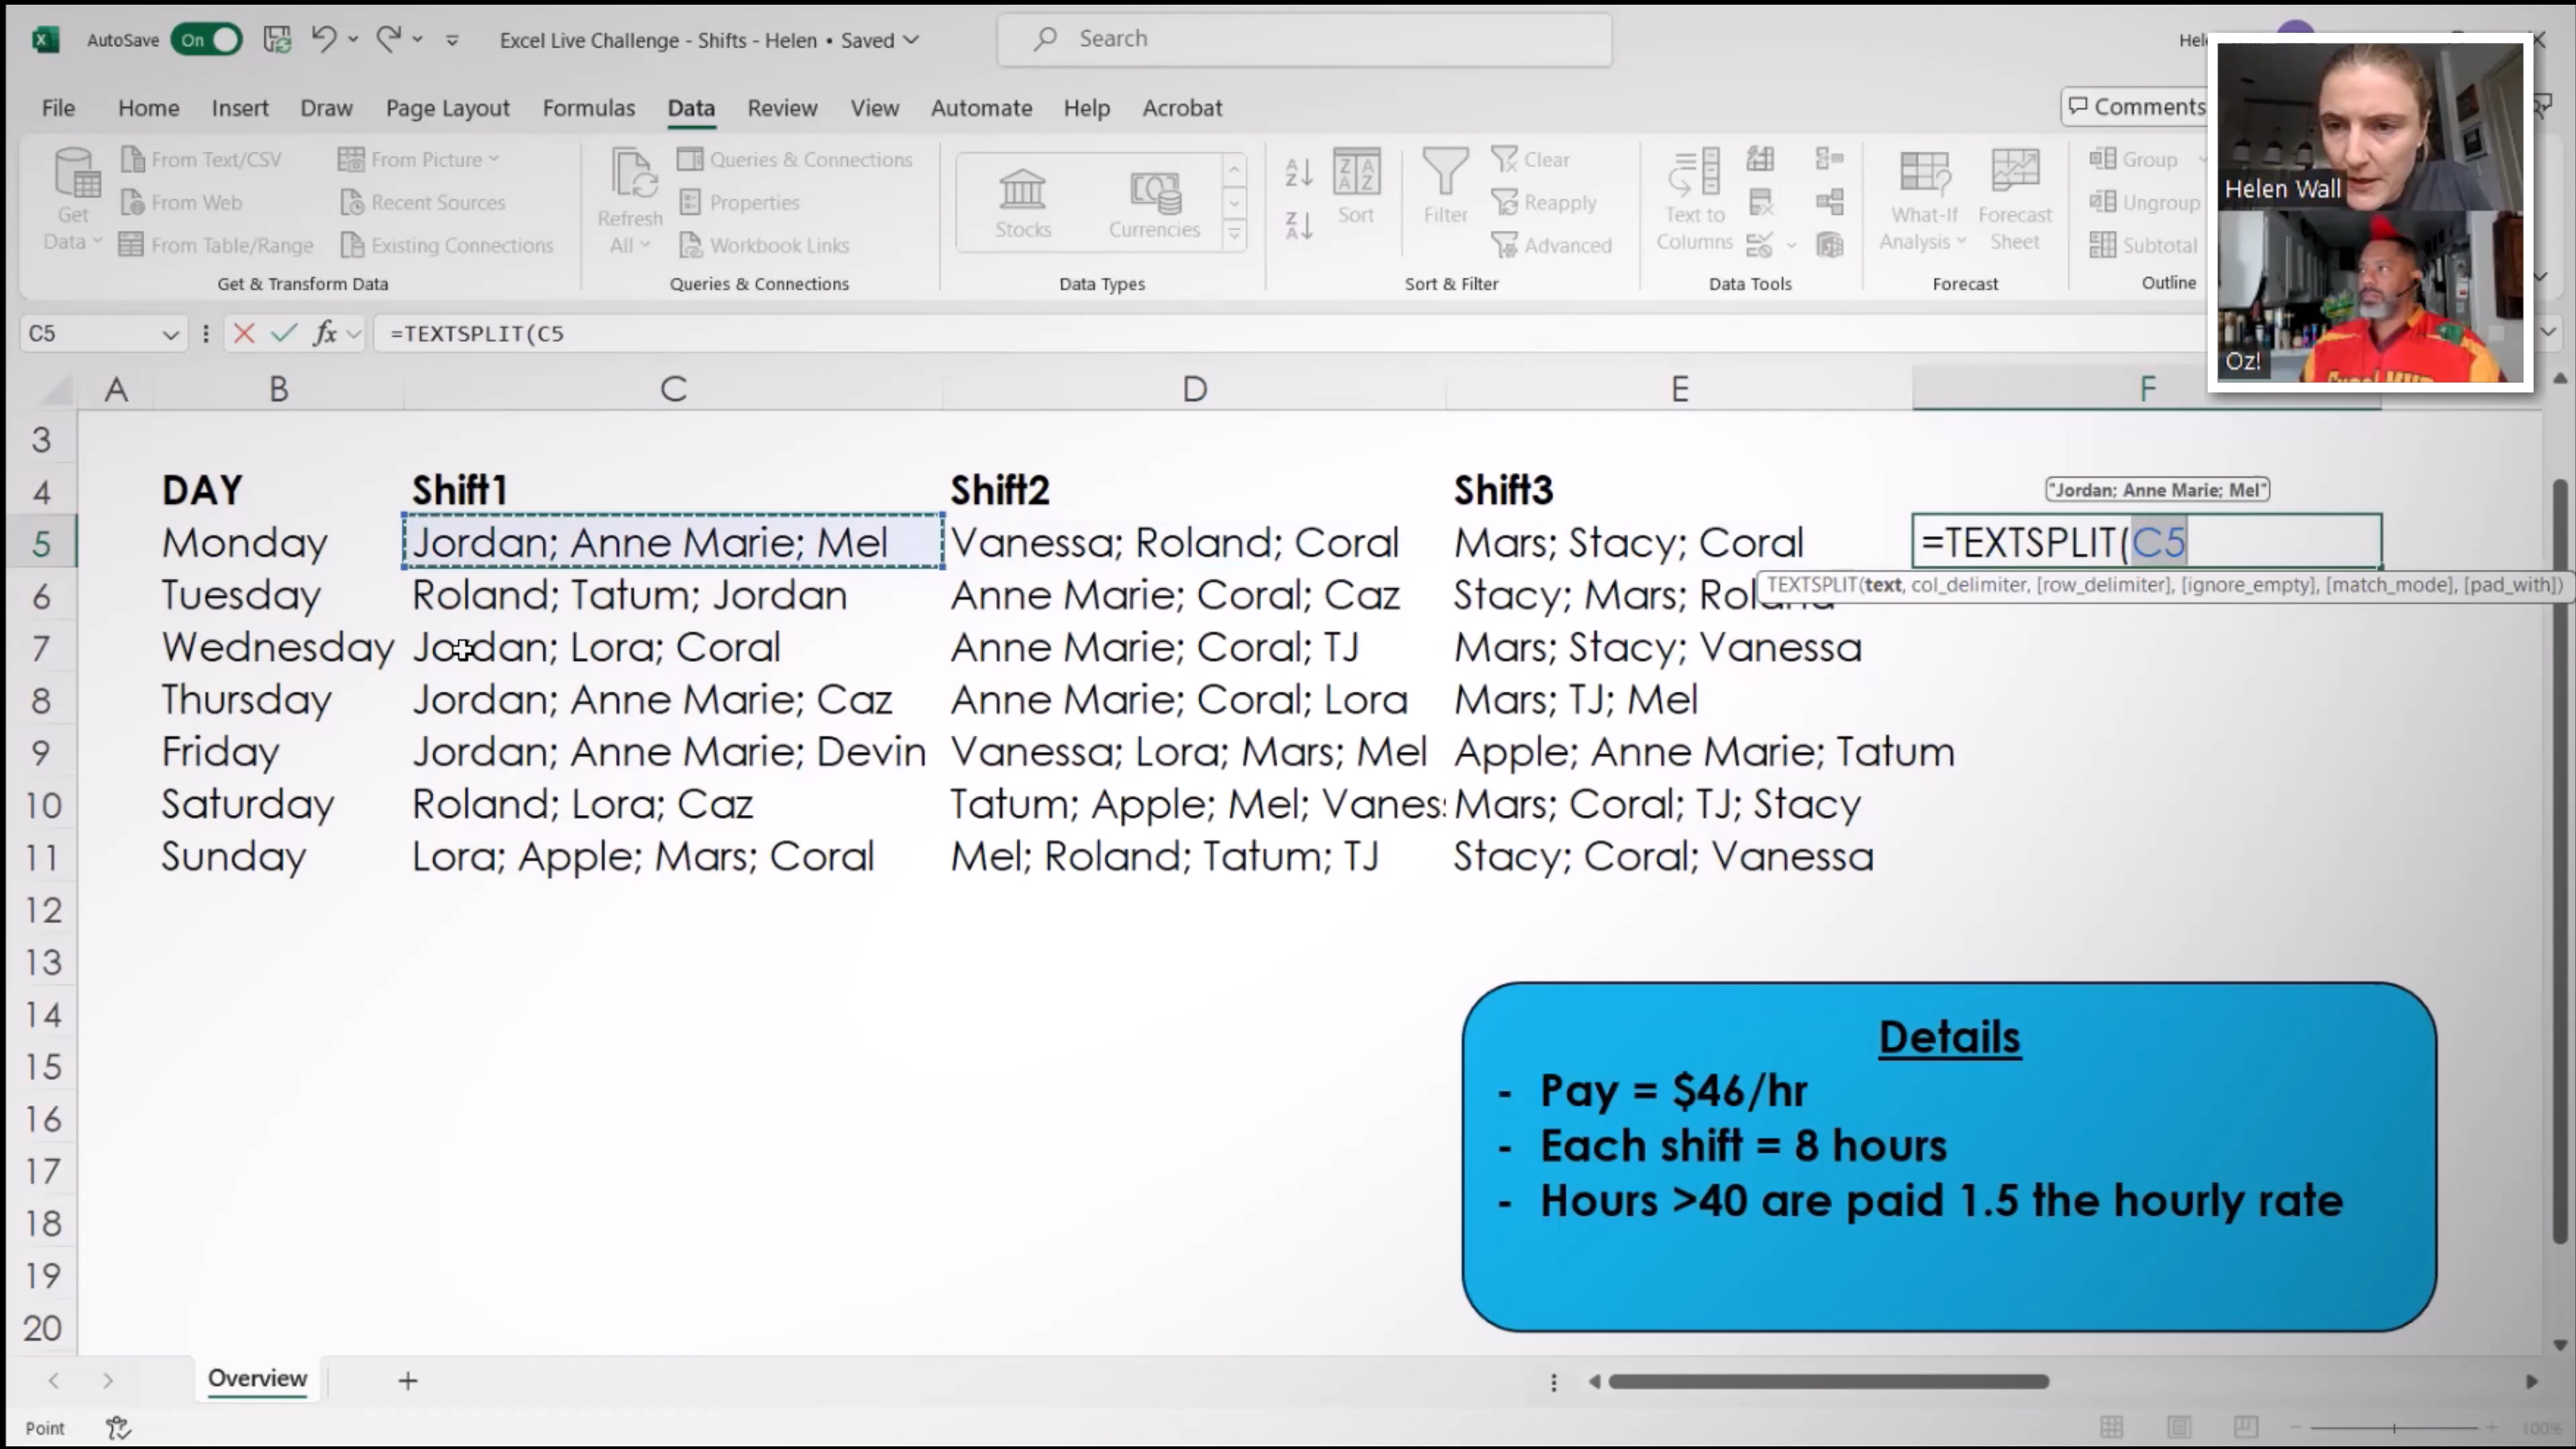 AutoSave On Excel Live Challenge - Shifts - Helen • Saved Search
File Home Insert Draw Page Layout Formulas Data Review View Automate Help Acrobat Comments
Get Data
From Text/CSV
From Web
From Table/Range
From Picture
Recent Sources
Existing Connections
Get & Transform Data
Refresh All
Queries & Connections
Properties
Workbook Links
Queries & Connections
Stocks Currencies
Data Types
Sort
Filter
Clear
Reapply
Advanced
Sort & Filter
Text to Columns
Data Tools
What-If Analysis
Forecast Sheet
Forecast
Group
Ungroup
Subtotal
Outline
Helen Wall
Oz!
C5 fx =TEXTSPLIT(C5
A B C D E F
3
4 DAY Shift1 Shift2 Shift3 "Jordan; Anne Marie; Mel"
5 Monday Jordan; Anne Marie; Mel Vanessa; Roland; Coral Mars; Stacy; Coral =TEXTSPLIT(C5
TEXTSPLIT(text, col_delimiter, [row_delimiter], [ignore_empty], [match_mode], [pad_with])
6 Tuesday Roland; Tatum; Jordan Anne Marie; Coral; Caz Stacy; Mars; Roland
7 Wednesday Jordan; Lora; Coral Anne Marie; Coral; TJ Mars; Stacy; Vanessa
8 Thursday Jordan; Anne Marie; Caz Anne Marie; Coral; Lora Mars; TJ; Mel
9 Friday Jordan; Anne Marie; Devin Vanessa; Lora; Mars; Mel Apple; Anne Marie; Tatum
10 Saturday Roland; Lora; Caz Tatum; Apple; Mel; Vanes Mars; Coral; TJ; Stacy
11 Sunday Lora; Apple; Mars; Coral Mel; Roland; Tatum; TJ Stacy; Coral; Vanessa
12
13
14
15
16
17
18
19
20
Details
- Pay = $46/hr
- Each shift = 8 hours
- Hours >40 are paid 1.5 the hourly rate
Overview
Point
100%